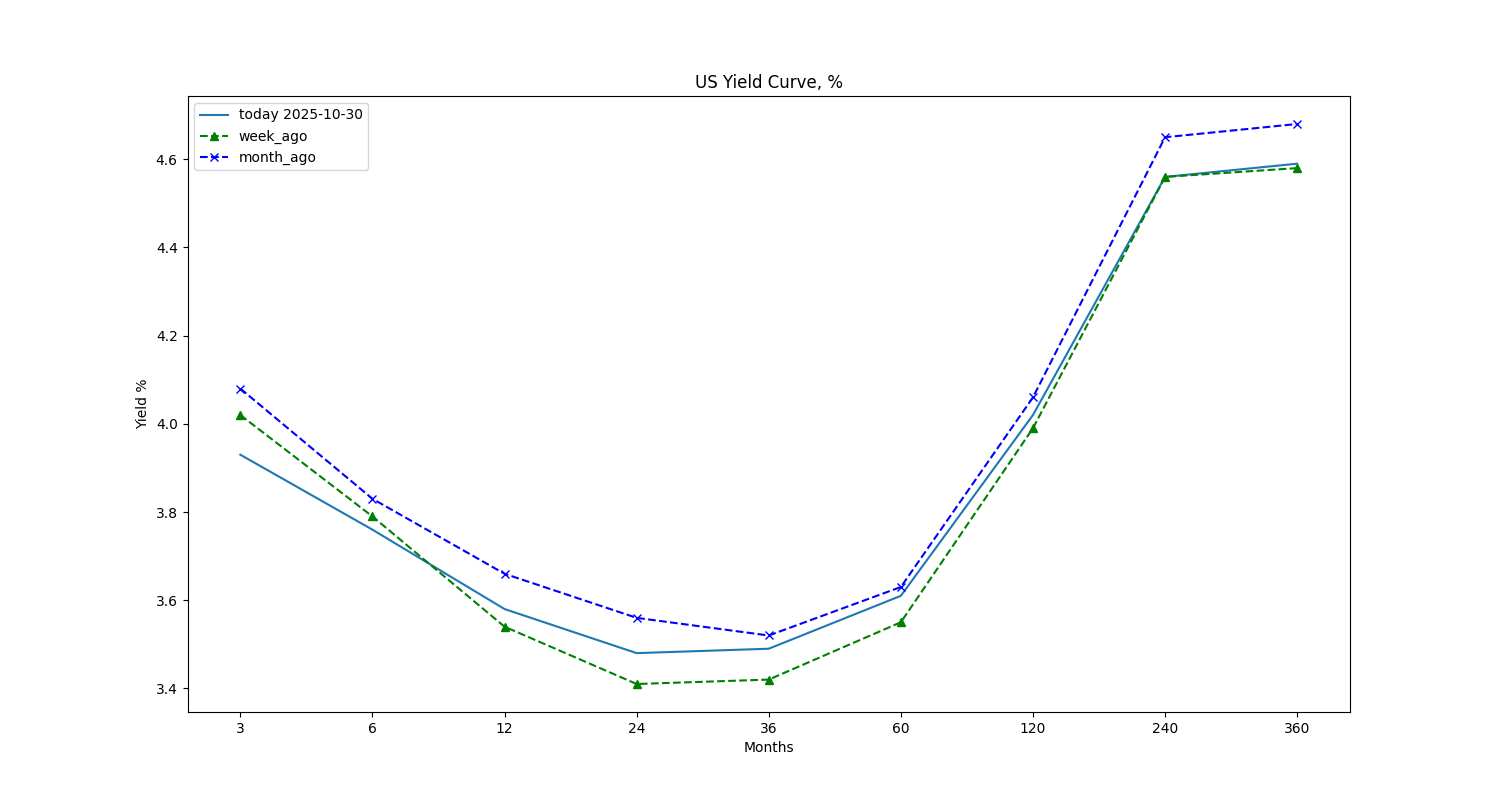 US Yield Curve, %
today 2025-10-30
week_ago
month_ago
4.6
4.4
4.2
4.0
3.8
3.6
3.4
Yield %
3 6 12 24 36 60 120 240 360
Months